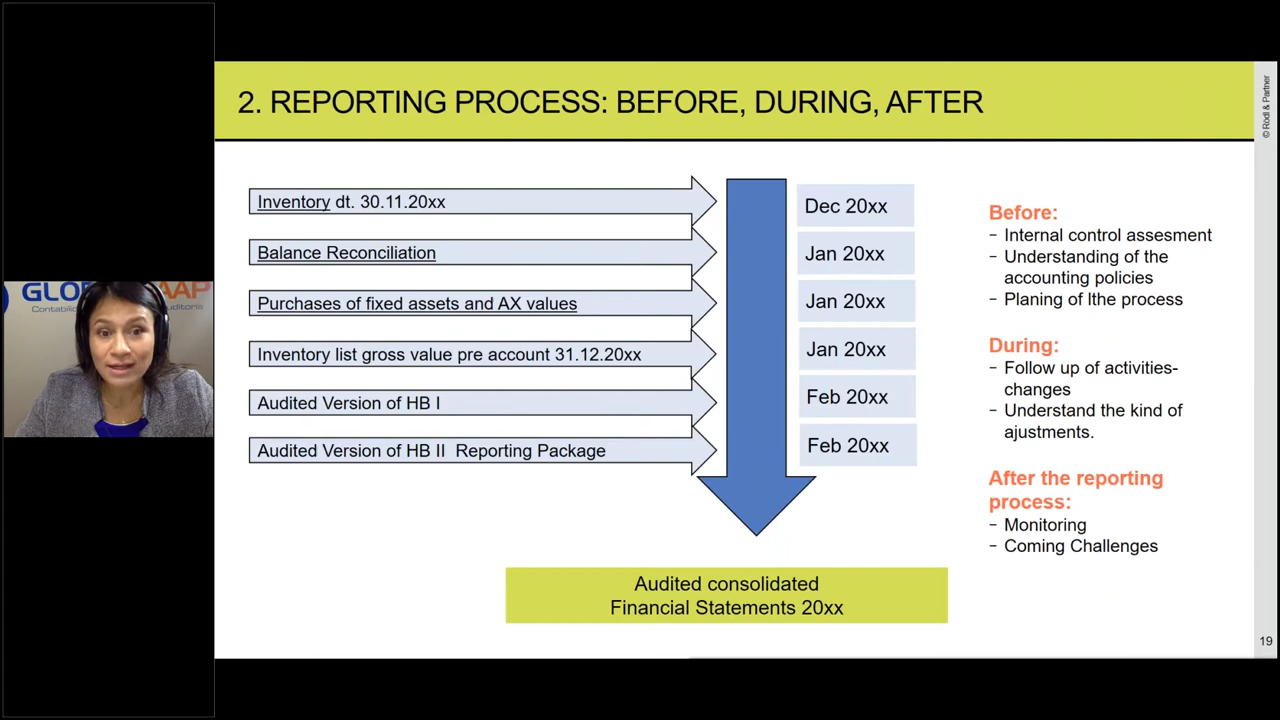 2. REPORTING PROCESS: BEFORE, DURING, AFTER
© Rödl & Partner
Inventory dt. 30.11.20xx
Dec 20xx
Balance Reconciliation
Jan 20xx
Purchases of fixed assets and AX values
Jan 20xx
Inventory list gross value pre account 31.12.20xx
Jan 20xx
Audited Version of HB I
Feb 20xx
Audited Version of HB II Reporting Package
Feb 20xx
Audited consolidated
Financial Statements 20xx
Before:
− Internal control assesment
− Understanding of the
accounting policies
− Planing of lthe process
During:
− Follow up of activities-
changes
− Understand the kind of
ajustments.
After the reporting
process:
− Monitoring
− Coming Challenges
19